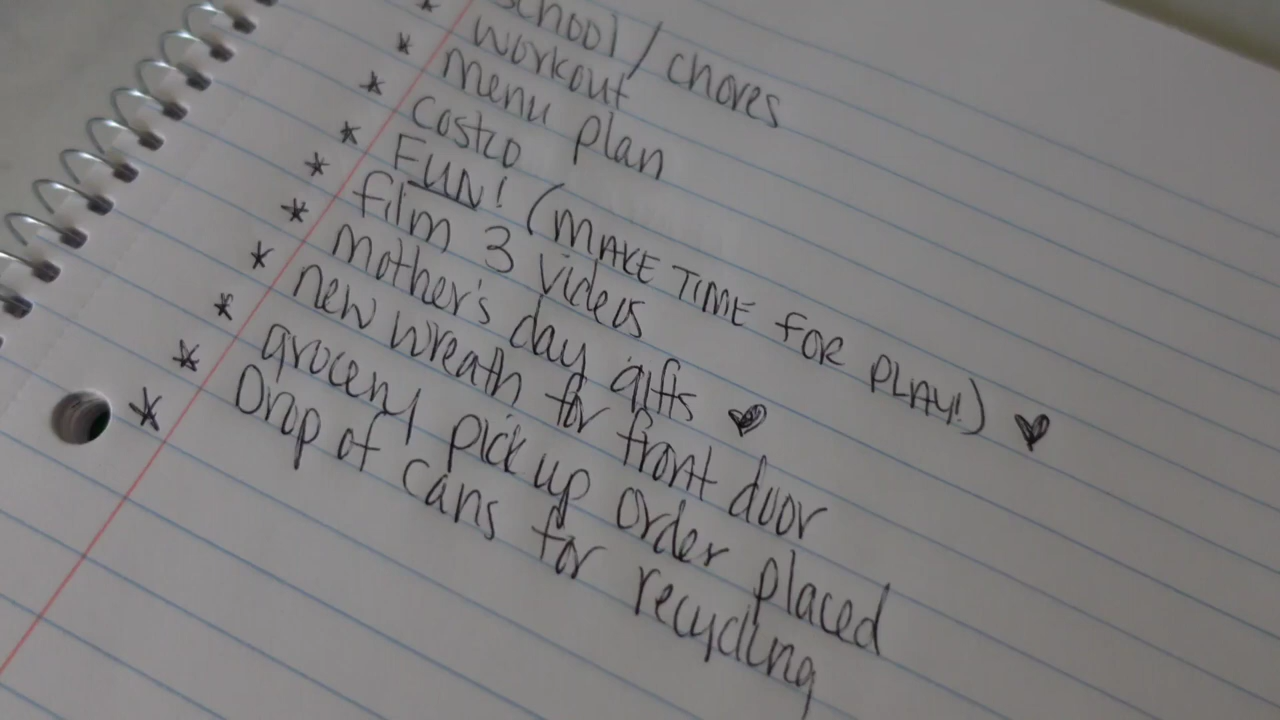 * school / chores
* workout
* menu plan
* costco
* FUN! (MAKE TIME FOR PLAY!) ♥
* film 3 videos
* mother's day gifts ♥
* new wreath for front door
* grocery pick up order placed
* Drop of cans for recycling